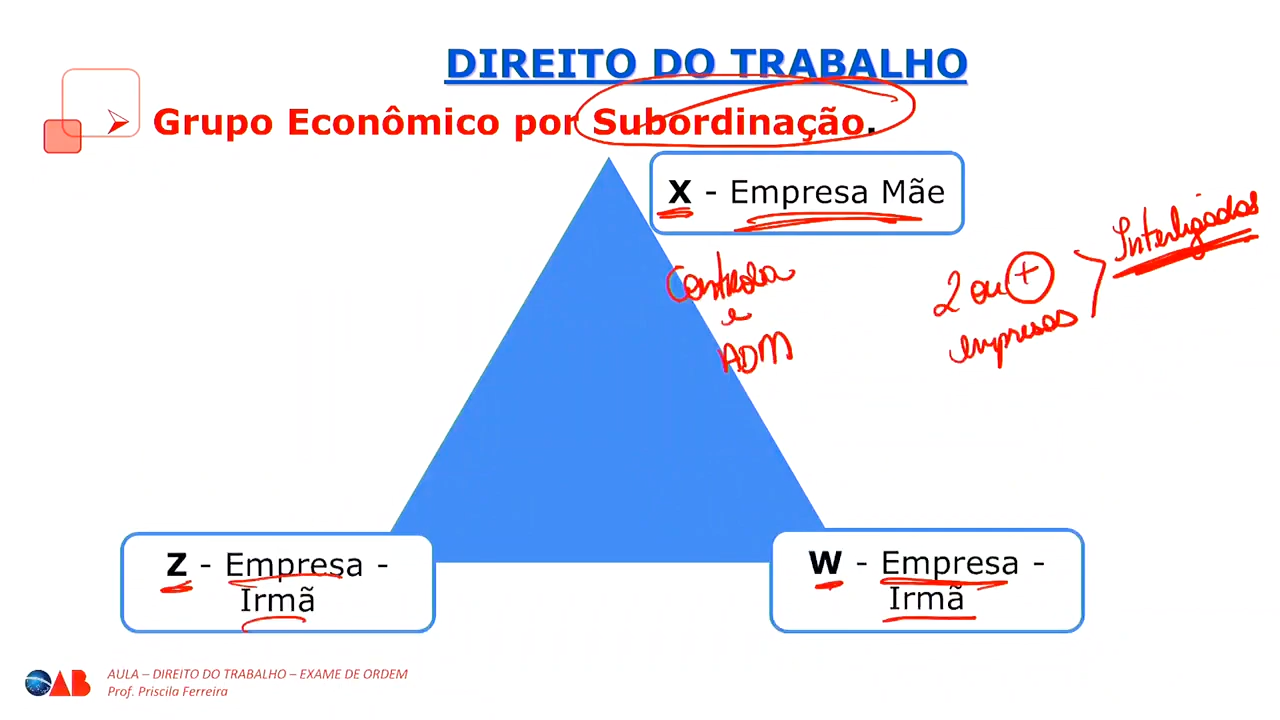 DIREITO DO TRABALHO
Grupo Econômico por Subordinação.
X - Empresa Mãe
Controla
e
ADM
2 ou +
empresas
Interligadas
Z - Empresa -
Irmã
W - Empresa -
Irmã
OAB
AULA – DIREITO DO TRABALHO – EXAME DE ORDEM
Prof. Priscila Ferreira